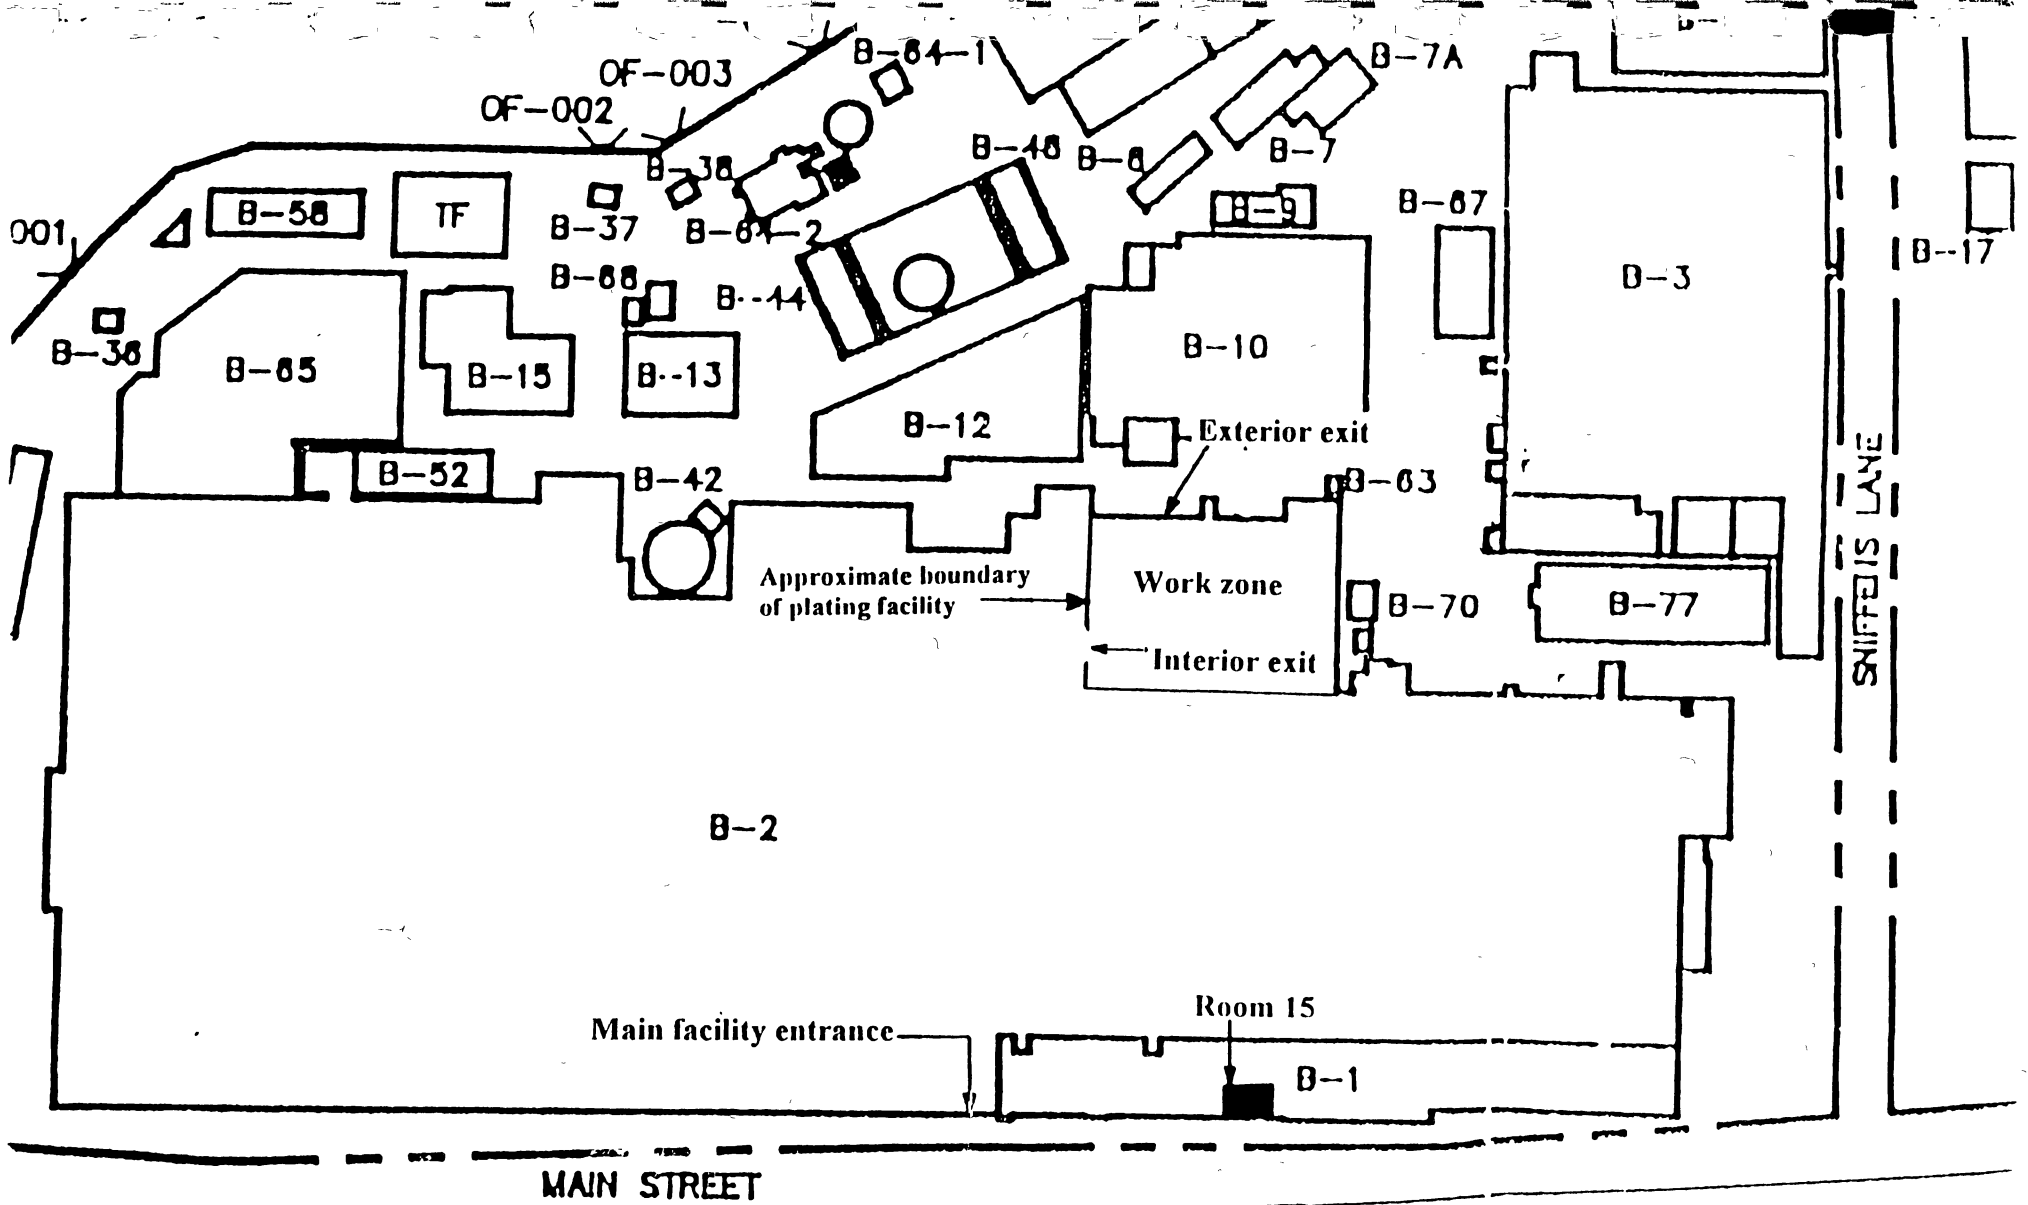 B-64-1
B-7A
OF-003
OF-002
B-38
B-48
B-8
B-7
B-58
TF
B-37
B-64-2
B-9
B-67
001
B-17
B-68
B-44
B-3
B-10
B-36
B-65
B-15
B-13
B-12
Exterior exit
B-52
B-42
B-63
SNIFFENS LANE
Approximate boundary
of plating facility
Work zone
B-70
B-77
Interior exit
B-2
Room 15
Main facility entrance
B-1
MAIN STREET